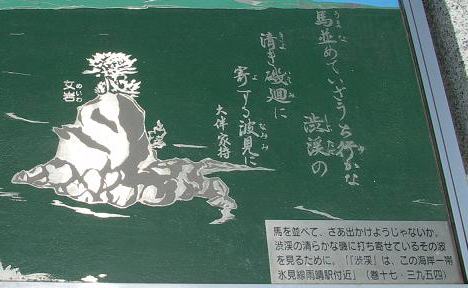 馬並めていざうち行かな
渋渓の
清き磯廻に
寄する波見に
大伴家持
女岩
めいわ
馬を並べて、さあ出かけようじゃないか。
渋渓の清らかな磯に打ち寄せているその波
を見るために。「『渋渓』は、この海岸一帯
氷見線雨晴駅付近」（巻十七・三九五四）